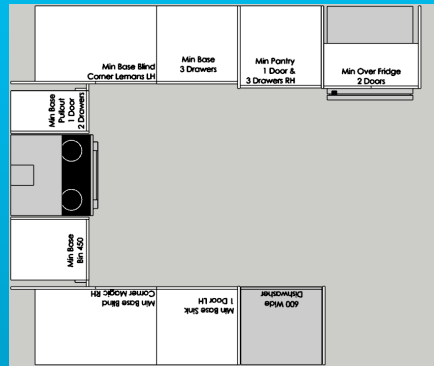 Min Base Blind
Corner Lemans LH
Min Base
3 Drawers
Min Pantry
1 Door &
3 Drawers RH
Min Over Fridge
2 Doors
Min Base
Pullout
1 Door
2 Drawers
Min Base
Bin 450
Min Base Blind
Corner Magic RH
Min Base Sink
1 Door LH
600 Wide
Dishwasher